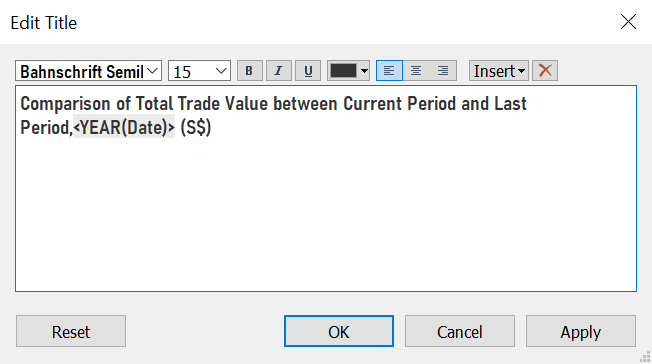 Edit Title
Bahnschrift Semil 15 B I U Insert
Comparison of Total Trade Value between Current Period and Last
Period,<YEAR(Date)> (S$)
Reset OK Cancel Apply